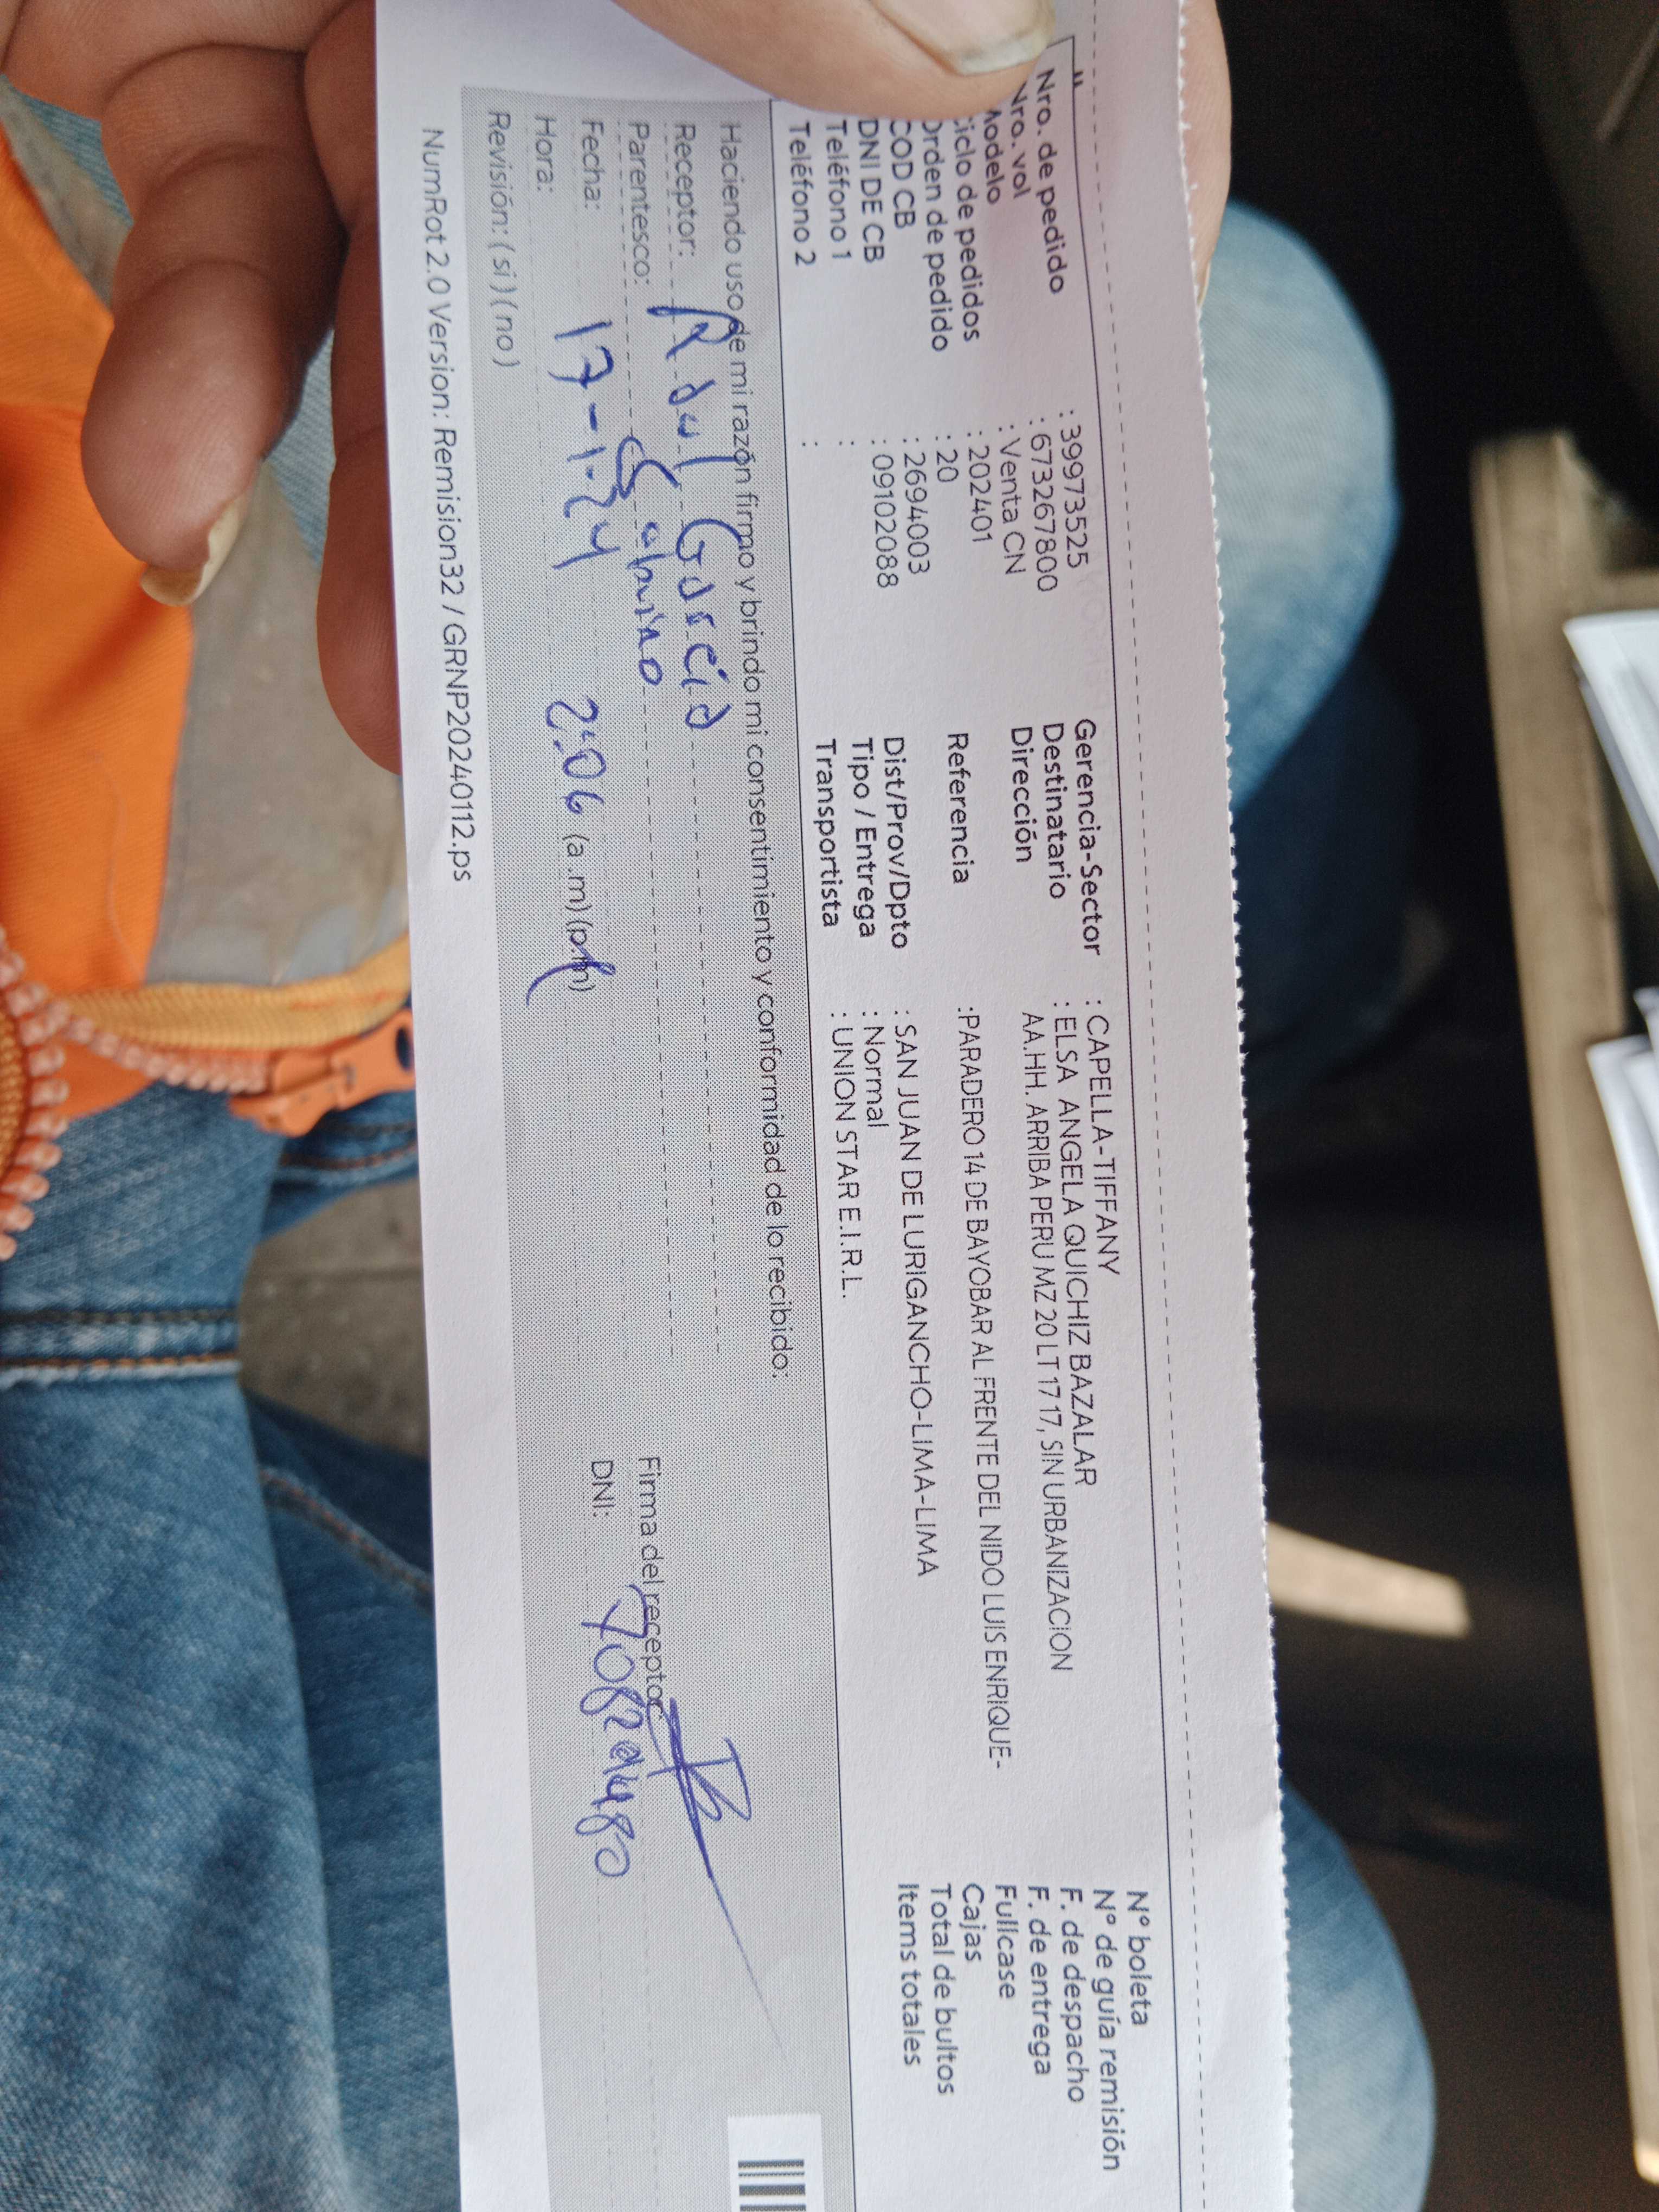 Nro. de pedido : 39973525
Nro. vol : 673267800
Modelo : Venta CN
Ciclo de pedidos : 202401
Orden de pedido : 20
COD CB : 2694003
DNI DE CB : 09102088
Teléfono 1 :
Teléfono 2 :
Gerencia-Sector : CAPELLA-TIFFANY
Destinatario : ELSA ANGELA QUICHIZ BAZALAR
Dirección AA.HH. ARRIBA PERU MZ 20 LT 17 17, SIN URBANIZACION
Referencia :PARADERO 14 DE BAYOBAR AL FRENTE DEL NIDO LUIS ENRIQUE-
Dist/Prov/Dpto : SAN JUAN DE LURIGANCHO-LIMA-LIMA
Tipo / Entrega : Normal
Transportista : UNION STAR E.I.R.L.
N° boleta
N° de guía remisión
F. de despacho
F. de entrega
Fullcase
Cajas
Total de bultos
Items totales
Haciendo uso de mi razón firmo y brindo mi consentimiento y conformidad de lo recibido:
Receptor: Raul García
Parentesco:
Fecha: 17-1-24
Hora: 2:06 (a.m) (p.m)
Revisión: ( si ) ( no )
Firma del receptor:
DNI:
NumRot 2.0 Version: Remision32 / GRNP20240112.ps